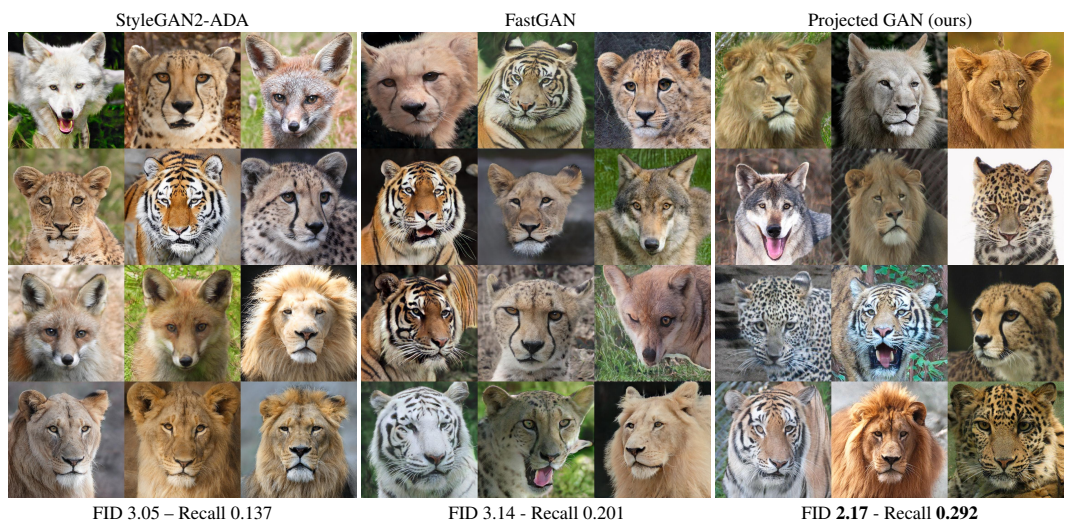 StyleGAN2-ADA
FastGAN
Projected GAN (ours)
FID 3.05 – Recall 0.137
FID 3.14 - Recall 0.201
FID 2.17 - Recall 0.292